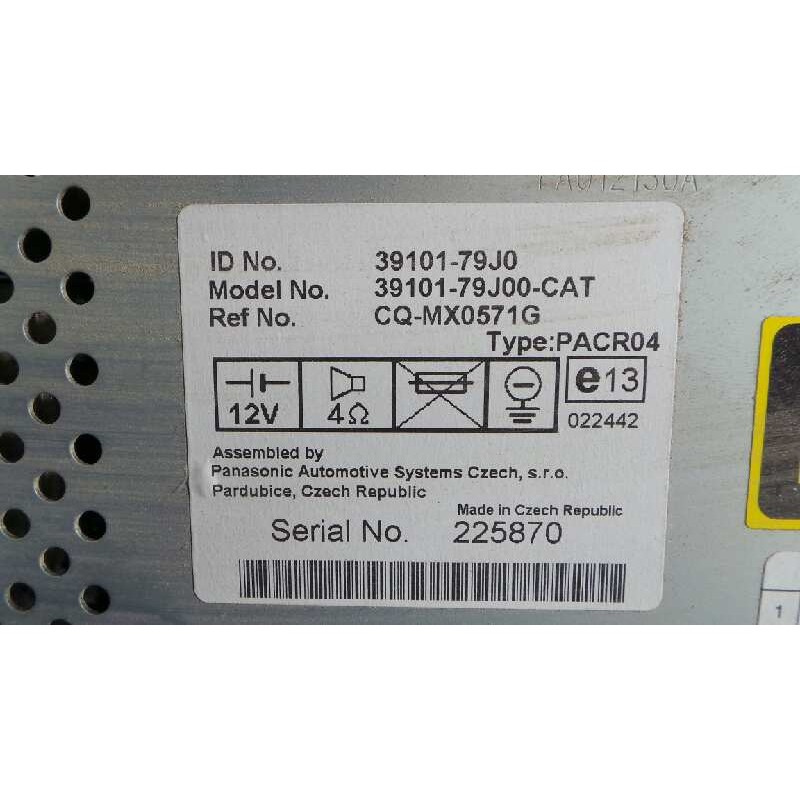 ID No. 39101-79J0
Model No. 39101-79J00-CAT
Ref No. CQ-MX0571G
Type:PACR04
12V 4Ω e13
022442
Assembled by
Panasonic Automotive Systems Czech, s.r.o.
Pardubice, Czech Republic
Made in Czech Republic
Serial No. 225870
1